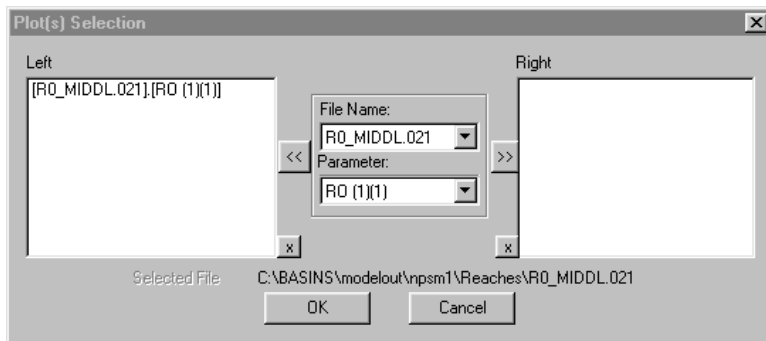 Plot(s) Selection
Left
Right
[R0_MIDDL.021].[RO (1)(1)]
File Name:
R0_MIDDL.021
<<
>>
Parameter:
RO (1)(1)
x
x
Selected File C:\BASINS\modelout\npsm1\Reaches\R0_MIDDL.021
OK
Cancel